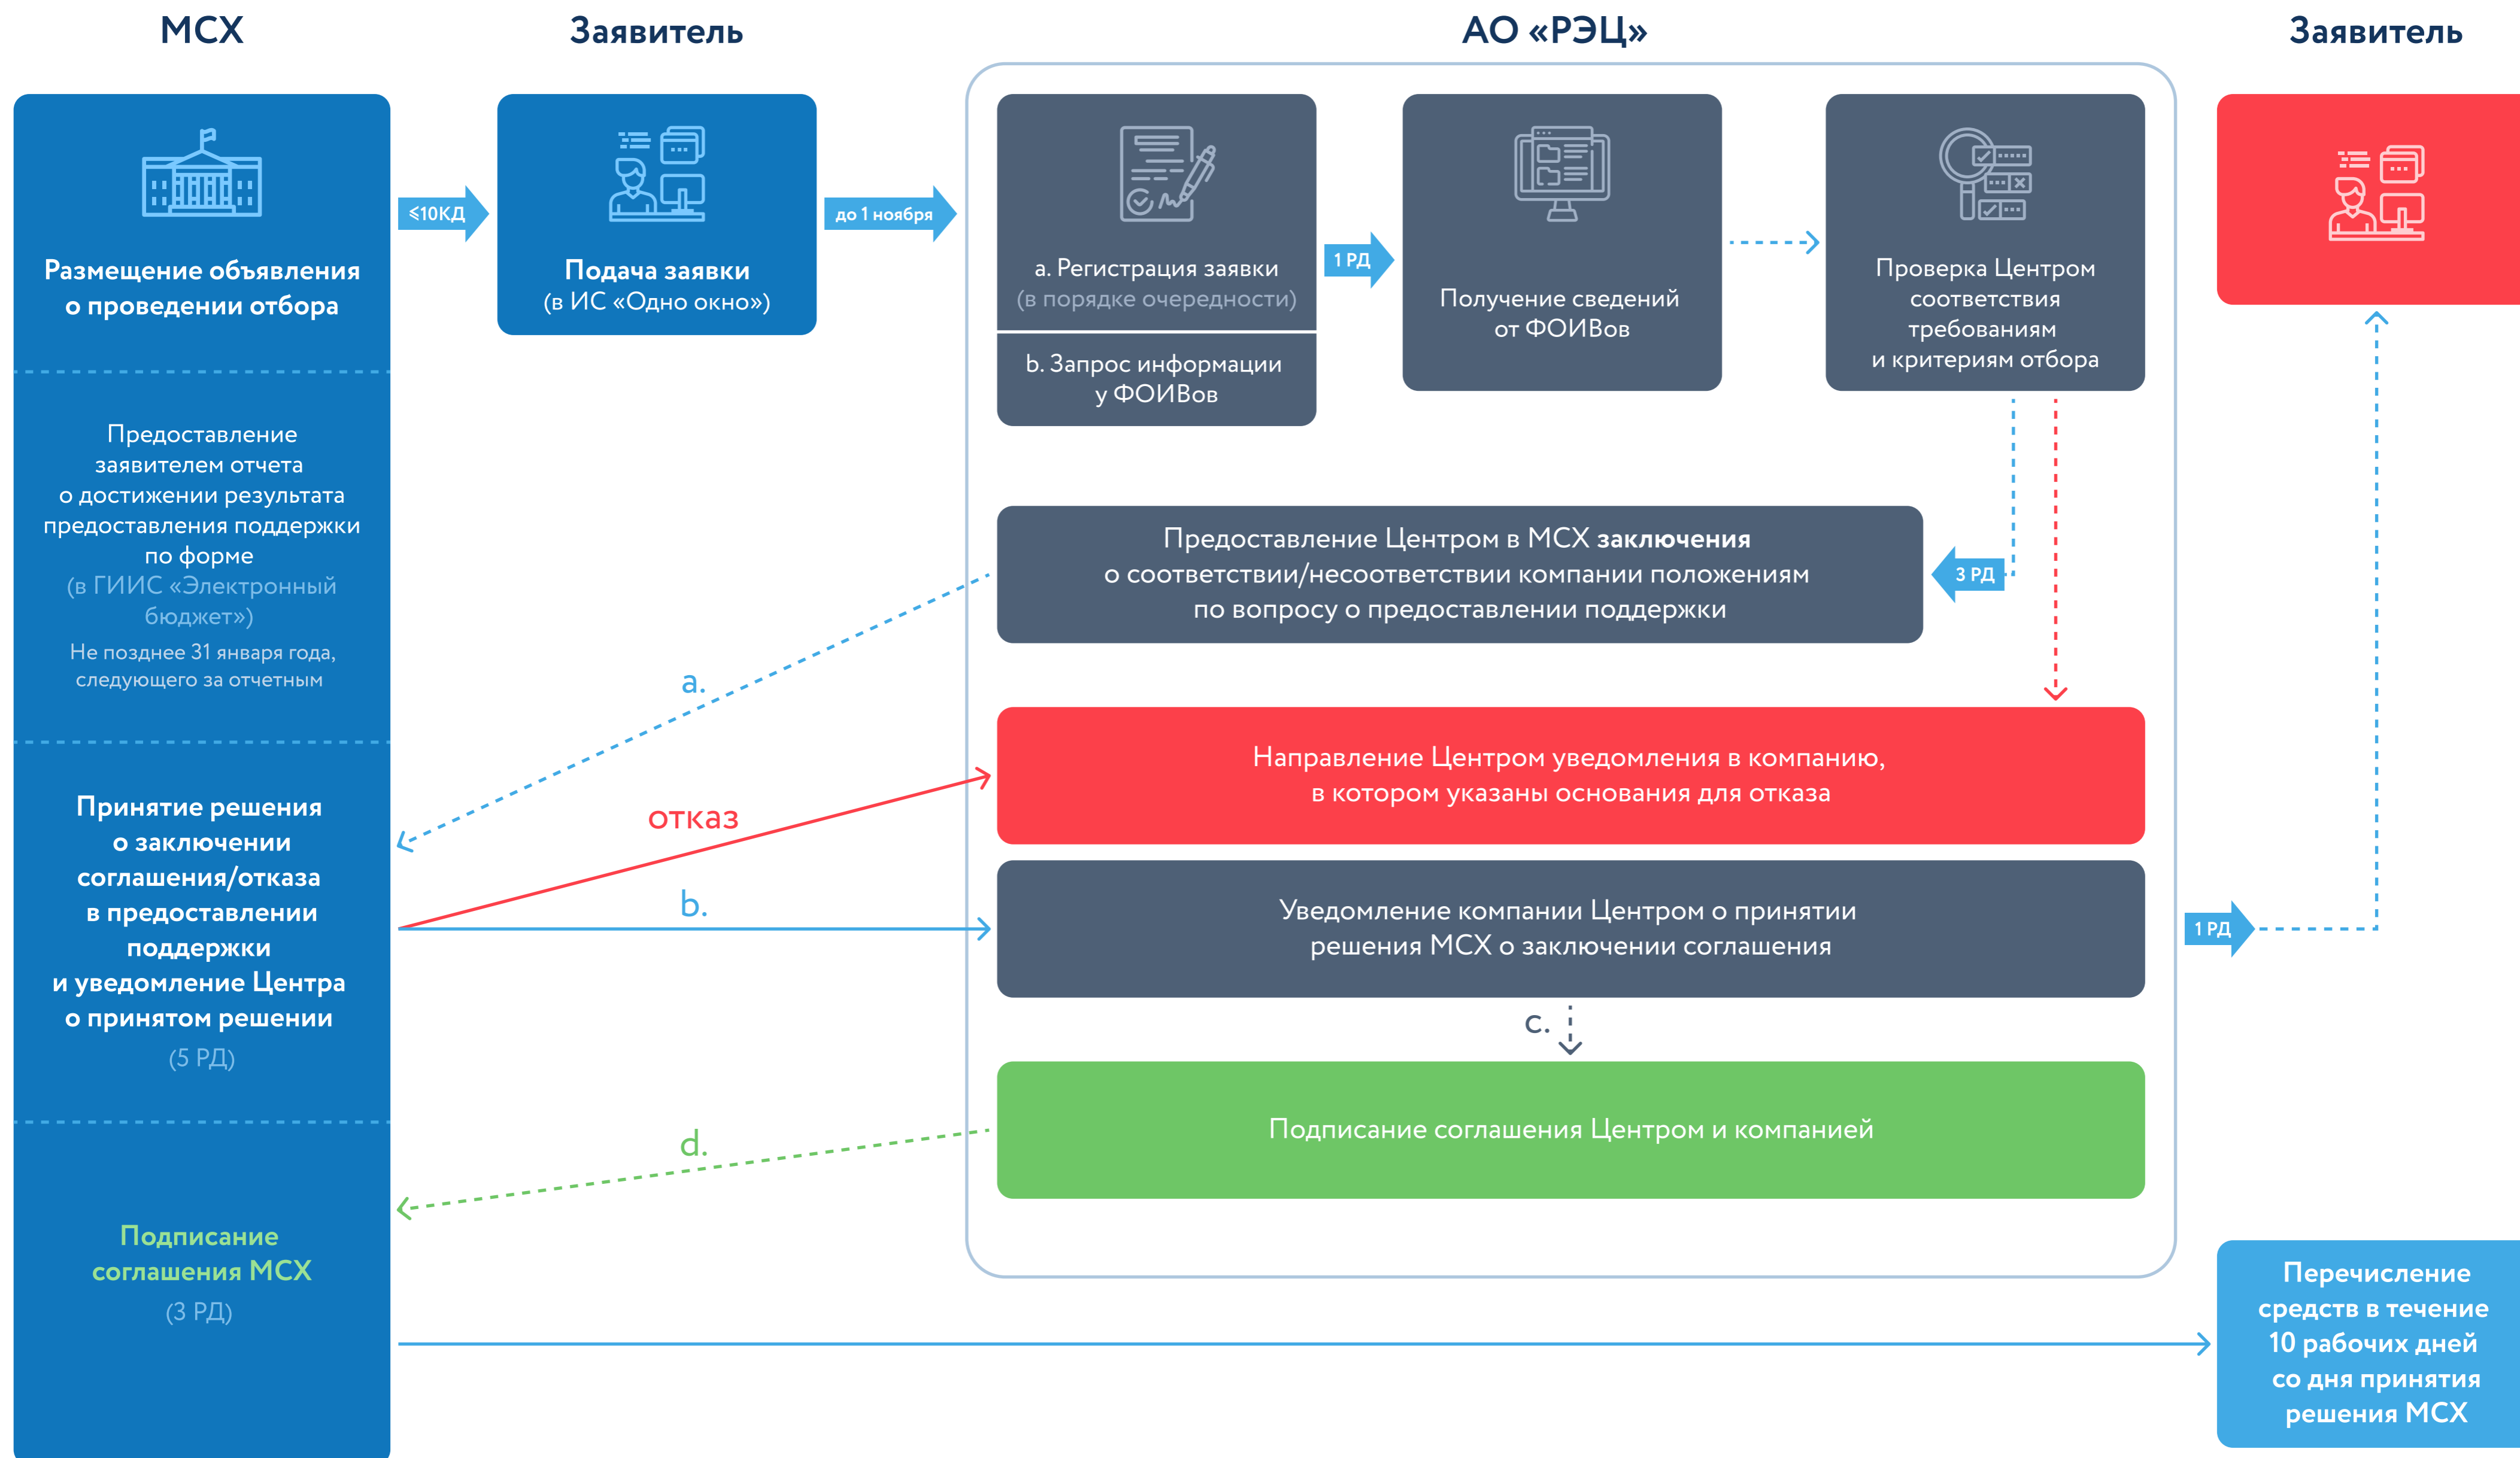 МСХ
Заявитель
АО «РЭЦ»
Заявитель
Размещение объявления
о проведении отбора
⩽10КД
Подача заявки
(в ИС «Одно окно»)
до 1 ноября
a. Регистрация заявки
(в порядке очередности)
b. Запрос информации
у ФОИВов
1 РД
Получение сведений
от ФОИВов
Проверка Центром
соответствия
требованиям
и критериям отбора
Предоставление
заявителем отчета
о достижении результата
предоставления поддержки
по форме
(в ГИИС «Электронный
бюджет»)
Не позднее 31 января года,
следующего за отчетным
Предоставление Центром в МСХ заключения
о соответствии/несоответствии компании положениям
по вопросу о предоставлении поддержки
3 РД
a.
Направление Центром уведомления в компанию,
в котором указаны основания для отказа
отказ
Принятие решения
о заключении
соглашения/отказа
в предоставлении
поддержки
и уведомление Центра
о принятом решении
(5 РД)
b.
Уведомление компании Центром о принятии
решения МСХ о заключении соглашения
1 РД
c.
Подписание соглашения Центром и компанией
d.
Подписание
соглашения МСХ
(3 РД)
Перечисление
средств в течение
10 рабочих дней
со дня принятия
решения МСХ